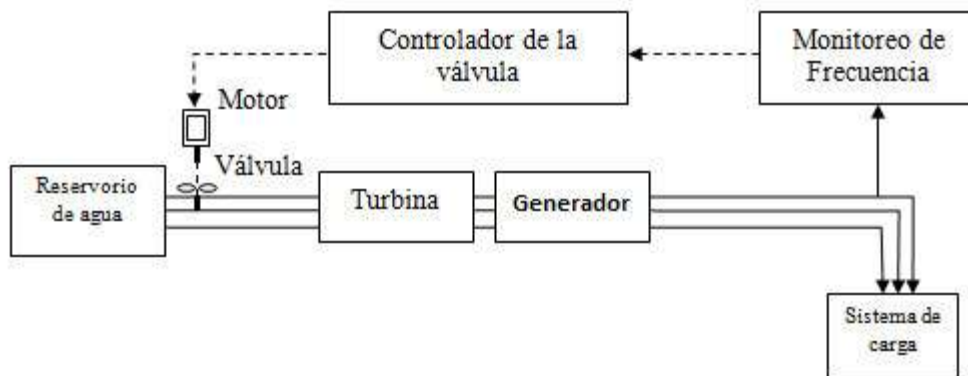 Controlador de la
válvula
Monitoreo de
Frecuencia
Motor
Válvula
Reservorio
de agua
Turbina
Generador
Sistema de
carga